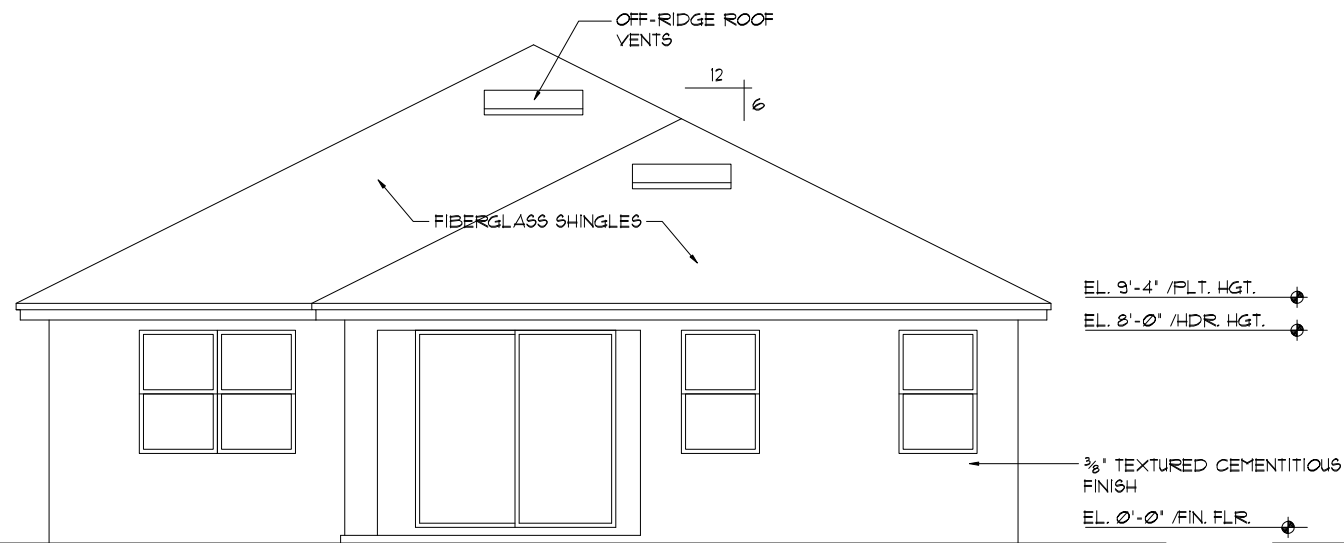 OFF-RIDGE ROOF
VENTS
12
6
FIBERGLASS SHINGLES
EL. 9'-4" /PLT. HGT.
EL. 8'-0" /HDR. HGT.
3/8" TEXTURED CEMENTITIOUS
FINISH
EL. 0'-0" /FIN. FLR.